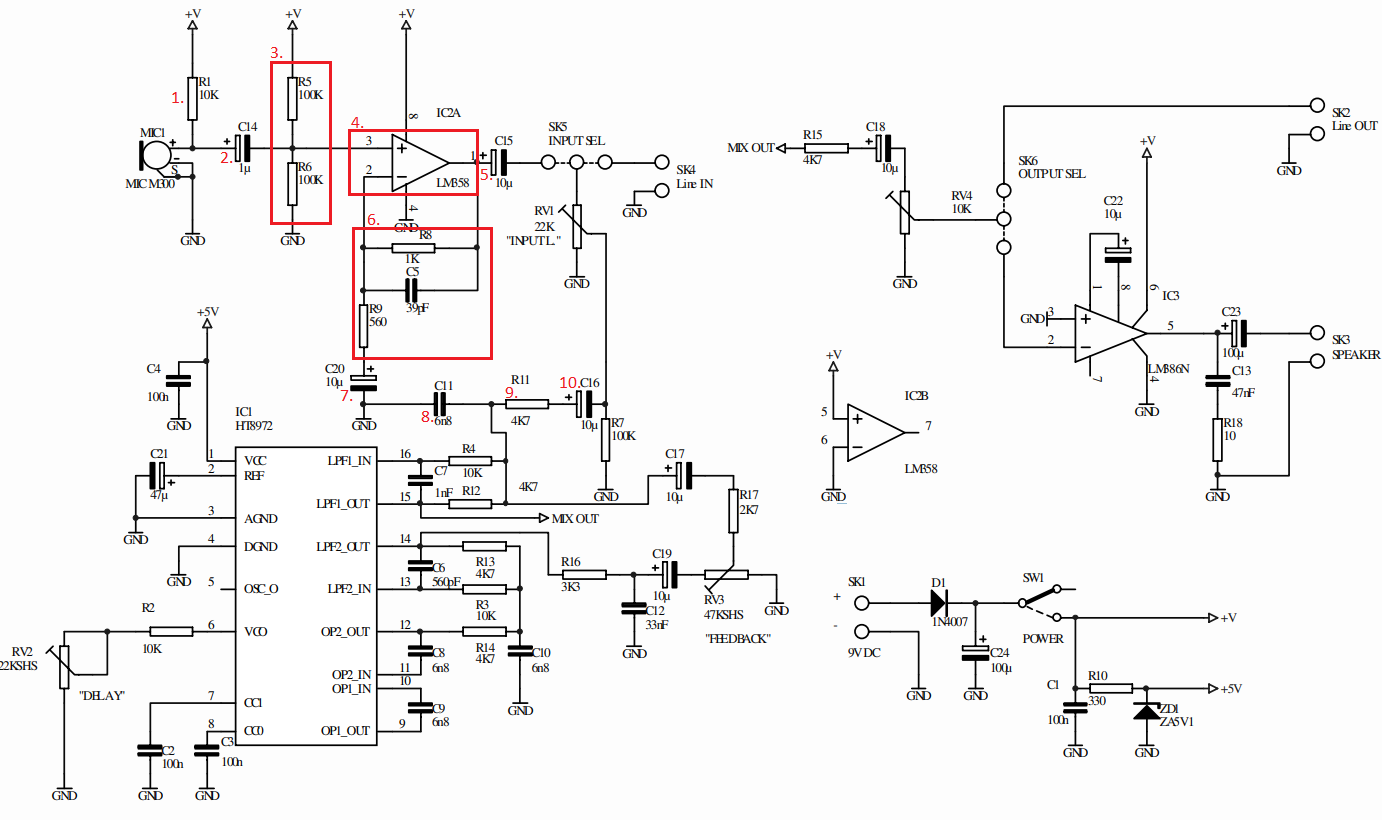 +V
+V
+V
3.
R1
10K
1.
R5
100K
8
IC2A
4.
MIC1
+
-
S
MIC M300
C14
+
2.
1µ
R6
100K
3
+
2
-
1
LM358
4
GND
+
C15
5.
10µ
SK5
INPUT SEL
SK4
Line IN
GND
GND
GND
RV1
22K
"INPUT L."
GND
6.
R8
1K
C5
39pF
R9
560
C20
10µ
+
7.
GND
C11
8.
6n8
R11
9.
4K7
10.
C16
+
10µ
R7
100K
GND
MIX OUT
R15
4K7
C18
+
10µ
RV4
10K
GND
SK6
OUTPUT SEL
SK2
Line OUT
GND
+V
C22
10µ
+
1
8
6
IC3
GND
3
+
2
-
5
7
LM386N
4
GND
C23
+
100µ
SK3
SPEAKER
C13
47nF
R18
10
GND
+V
IC2B
5
+
6
-
7
LM358
GND
+5V
C4
100n
GND
IC1
HT8972
C21
+
47µ
GND
1
VCC
2
REF
3
AGND
4
DGND
GND
5
OSC_O
6
VCO
7
CC1
8
CC0
LPF1_IN
16
LPF1_OUT
15
LPF2_OUT
14
LPF2_IN
13
OP2_OUT
12
OP2_IN
11
OP1_IN
10
OP1_OUT
9
R4
10K
C7
1nF
R12
4K7
MIX OUT
C17
+
10µ
R17
2K7
C6
560pF
R13
4K7
R3
10K
R14
4K7
C8
6n8
C10
6n8
GND
C9
6n8
R16
3K3
C12
33nF
GND
C19
+
10µ
RV3
47KSHS
"FEEDBACK"
GND
R2
10K
RV2
22KSHS
"DELAY"
GND
C2
100n
GND
C3
100n
GND
SK1
+
-
9V DC
GND
D1
1N4007
+
C24
100µ
GND
SW1
POWER
+V
C1
100n
GND
R10
330
+5V
ZD1
ZA5V1
GND